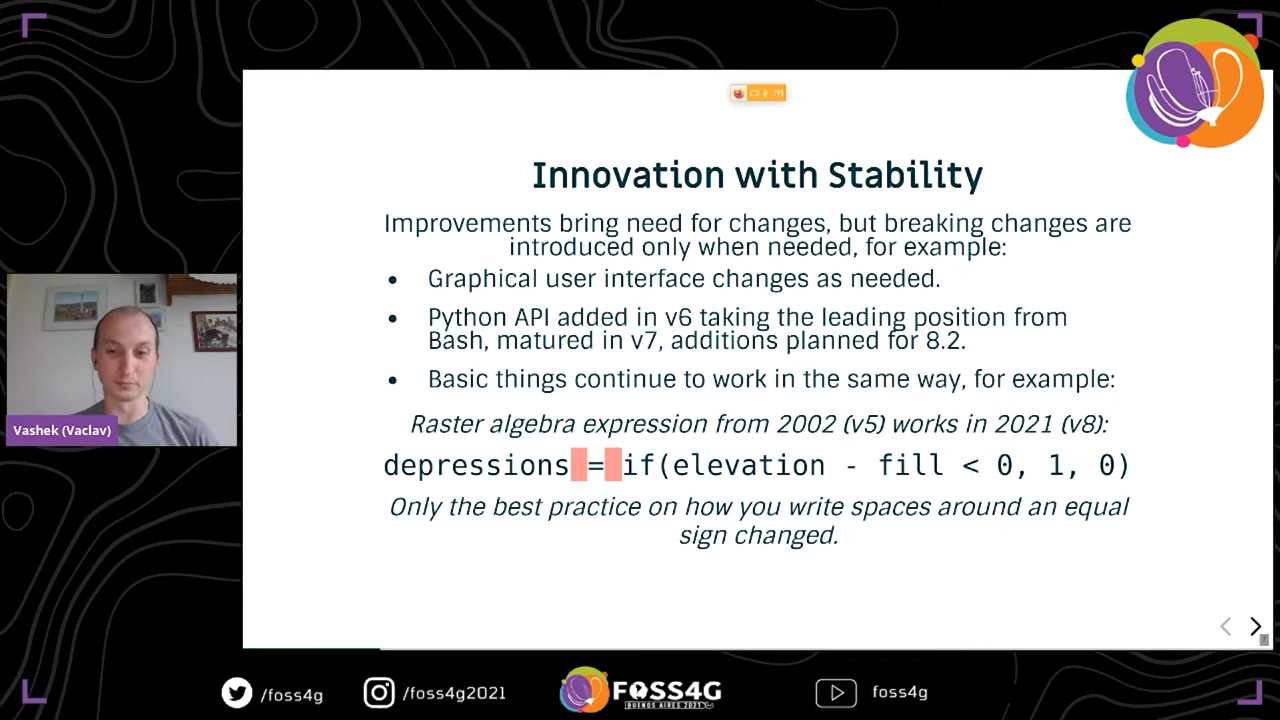 Innovation with Stability
Improvements bring need for changes, but breaking changes are
introduced only when needed, for example:
• Graphical user interface changes as needed.
• Python API added in v6 taking the leading position from
Bash, matured in v7, additions planned for 8.2.
• Basic things continue to work in the same way, for example:
Raster algebra expression from 2002 (v5) works in 2021 (v8):
depressions = if(elevation - fill < 0, 1, 0)
Only the best practice on how you write spaces around an equal
sign changed.
Vashek (Vaclav)
7
/foss4g
/foss4g2021
FOSS4G
BUENOS AIRES 2021
foss4g